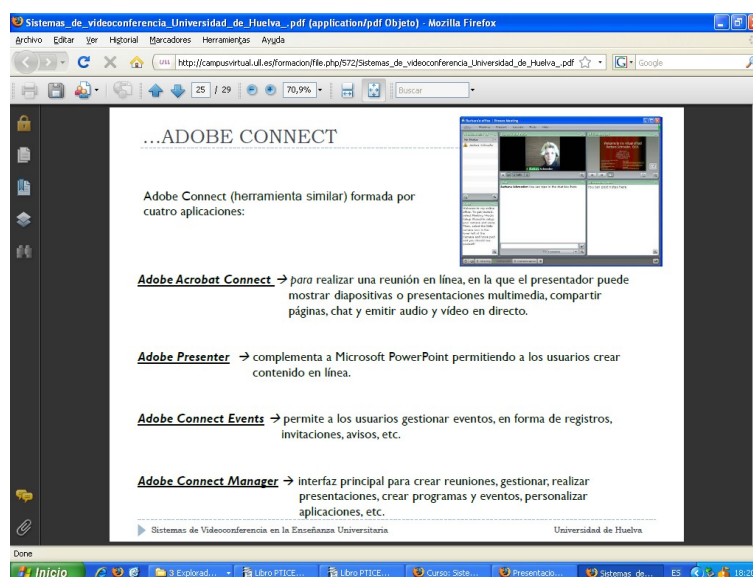 Sistemas_de_videoconferencia_Universidad_de_Huelva_.pdf (application/pdf Objeto) - Mozilla Firefox
Archivo Editar Ver Historial Marcadores Herramientas Ayuda
http://campusvirtual.ull.es/formacion/file.php/572/Sistemas_de_videoconferencia_Universidad_de_Huelva_.pdf
Google
25 / 29 70,9% Buscar
...ADOBE CONNECT
Adobe Connect (herramienta similar) formada por
cuatro aplicaciones:
Adobe Acrobat Connect → para realizar una reunión en línea, en la que el presentador puede
mostrar diapositivas o presentaciones multimedia, compartir
páginas, chat y emitir audio y vídeo en directo.
Adobe Presenter → complementa a Microsoft PowerPoint permitiendo a los usuarios crear
contenido en línea.
Adobe Connect Events → permite a los usuarios gestionar eventos, en forma de registros,
invitaciones, avisos, etc.
Adobe Connect Manager → interfaz principal para crear reuniones, gestionar, realizar
presentaciones, crear programas y eventos, personalizar
aplicaciones, etc.
Sistemas de Videoconferencia en la Enseñanza Universitaria Universidad de Huelva
Done
Inicio 3 Explorad... Libro PTICE... Libro PTICE... Curso: Siste... Presentacio... Sistemas_de... ES 18:20